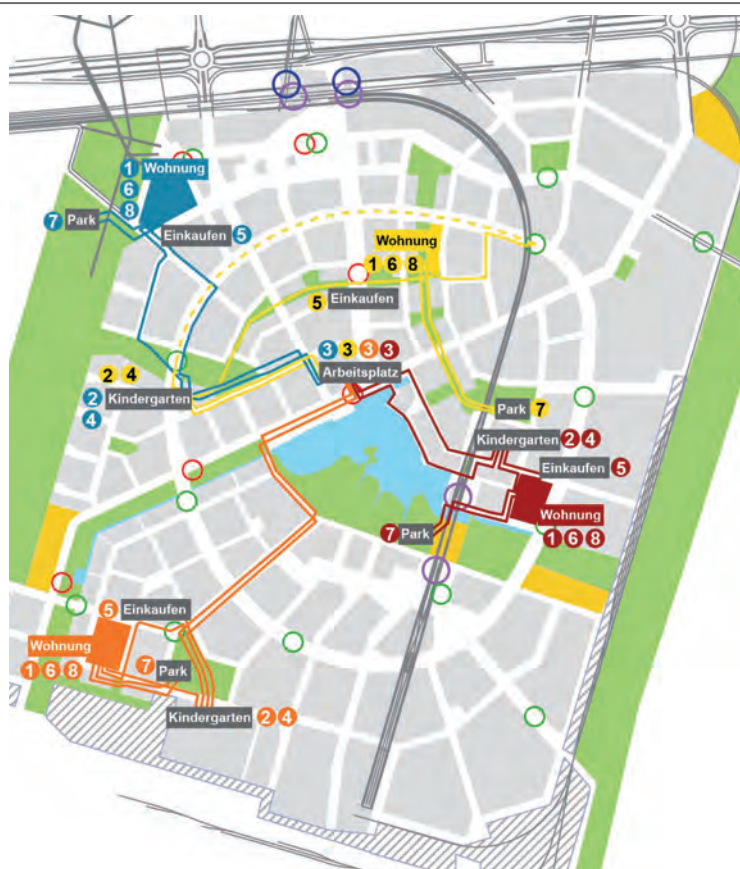 1 Wohnung
6
8
7 Park
Einkaufen 5
Wohnung
1 6 8
5 Einkaufen
3 3 3 3
Arbeitsplatz
2 4
2 Kindergarten
4
Park 7
Kindergarten 2 4
Einkaufen 5
Wohnung
1 6 8
7 Park
5 Einkaufen
Wohnung
1 6 8
7 Park
Kindergarten 2 4